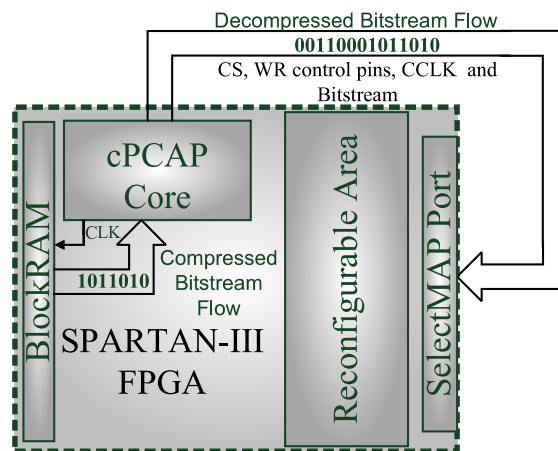 Decompressed Bitstream Flow
00110001011010
CS, WR control pins, CCLK and
Bitstream
cPCAP
Core
CLK
Compressed
Bitstream
Flow
1011010
BlockRAM
SPARTAN-III
FPGA
Reconfigurable Area
SelectMAP Port